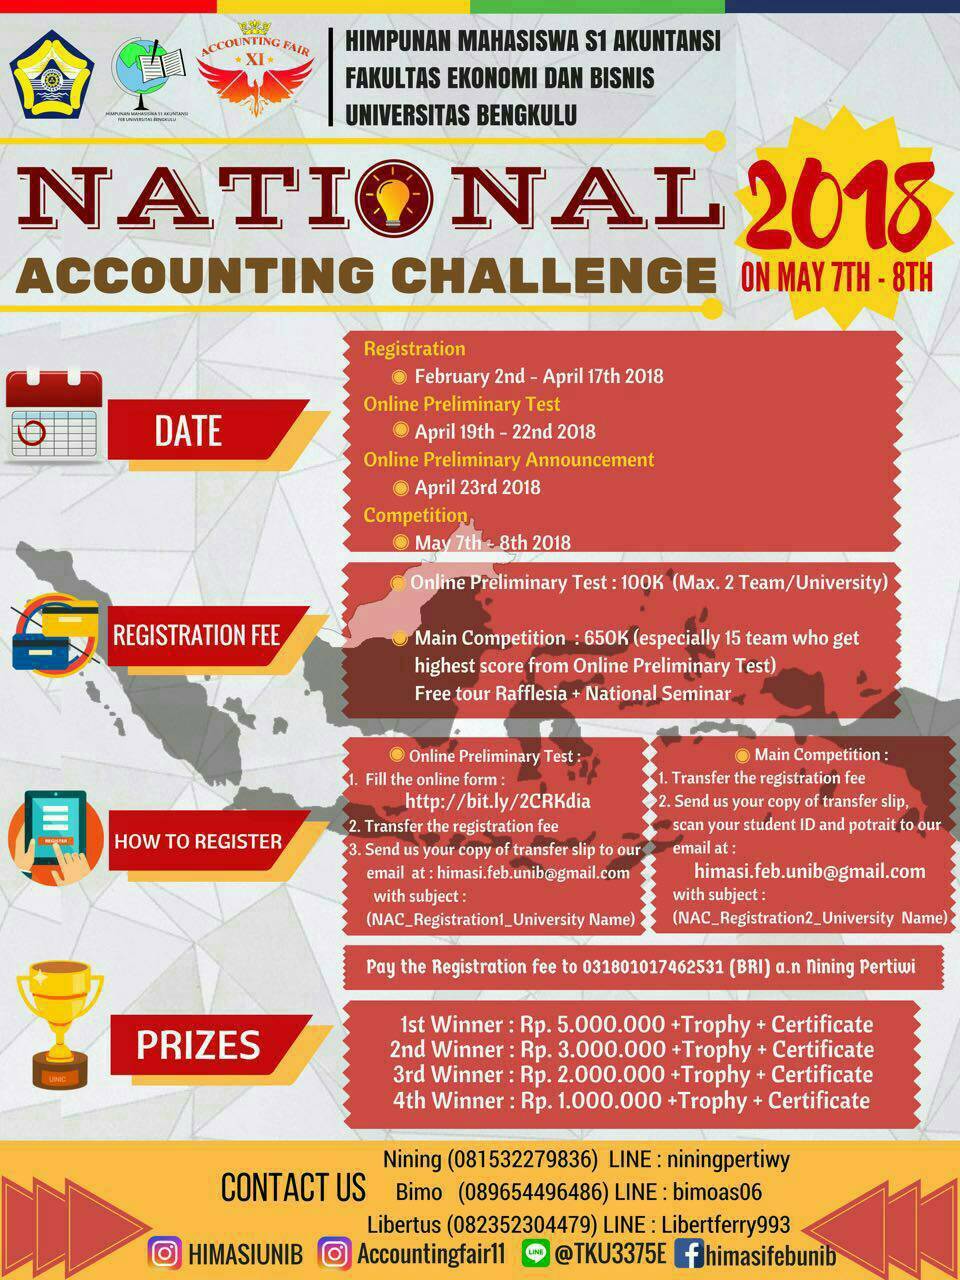 ACCOUNTING FAIR
XI
HIMPUNAN MAHASISWA S1 AKUNTANSI
FEB UNIVERSITAS BENGKULU
HIMPUNAN MAHASISWA S1 AKUNTANSI
FAKULTAS EKONOMI DAN BISNIS
UNIVERSITAS BENGKULU
NATIONAL
ACCOUNTING CHALLENGE
2018
ON MAY 7TH - 8TH
DATE
Registration
February 2nd - April 17th 2018
Online Preliminary Test
April 19th - 22nd 2018
Online Preliminary Announcement
April 23rd 2018
Competition
May 7th - 8th 2018
REGISTRATION FEE
Online Preliminary Test : 100K (Max. 2 Team/University)
Main Competition : 650K (especially 15 team who get
highest score from Online Preliminary Test)
Free tour Rafflesia + National Seminar
REGISTER
HOW TO REGISTER
Online Preliminary Test :
1. Fill the online form :
http://bit.ly/2CRKdia
2. Transfer the registration fee
3. Send us your copy of transfer slip to our
email at : himasi.feb.unib@gmail.com
with subject :
(NAC_Registration1_University Name)
Main Competition :
1. Transfer the registration fee
2. Send us your copy of transfer slip,
scan your student ID and potrait to our
email at :
himasi.feb.unib@gmail.com
with subject :
(NAC_Registration2_University Name)
Pay the Registration fee to 031801017462531 (BRI) a.n Nining Pertiwi
UINIC
PRIZES
1st Winner : Rp. 5.000.000 +Trophy + Certificate
2nd Winner : Rp. 3.000.000 +Trophy + Certificate
3rd Winner : Rp. 2.000.000 +Trophy + Certificate
4th Winner : Rp. 1.000.000 +Trophy + Certificate
CONTACT US
Nining (081532279836) LINE : niningpertiwy
Bimo (089654496486) LINE : bimoas06
Libertus (082352304479) LINE : Libertferry993
HIMASIUNIB Accountingfair11 LINE @TKU3375E himasifebunib